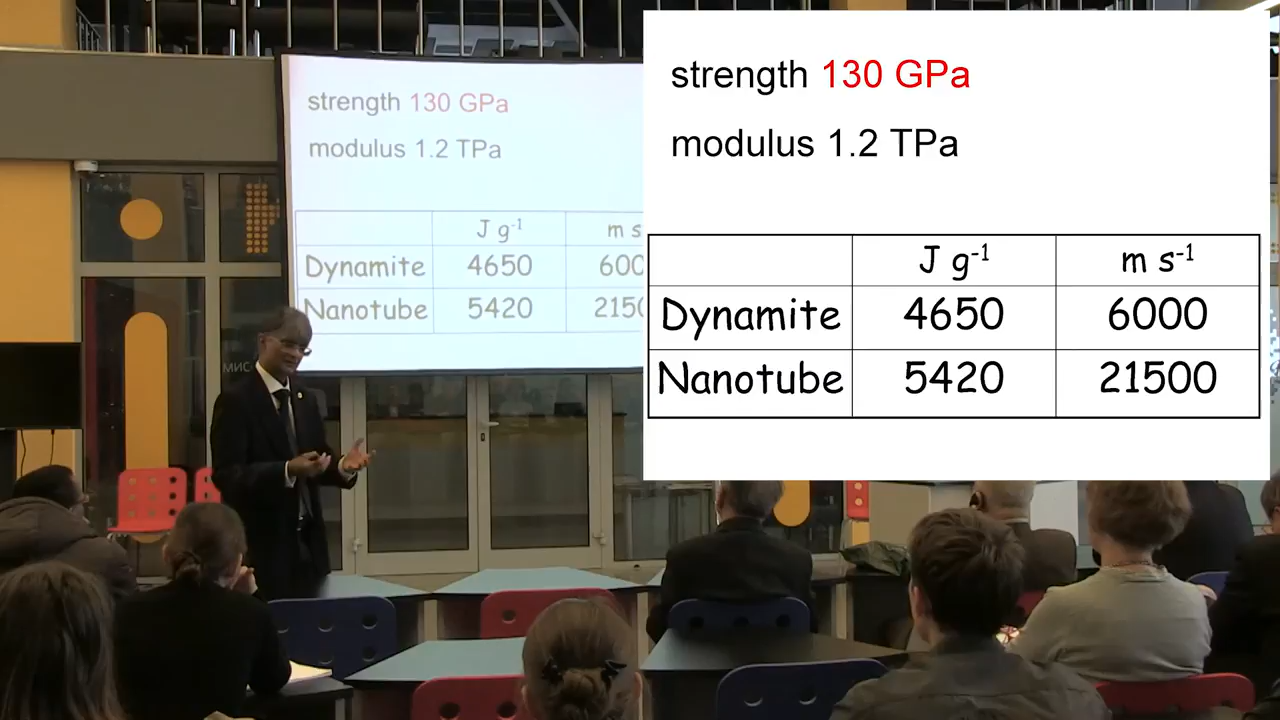 strength 130 GPa
modulus 1.2 TPa
J g-1 m s
Dynamite 4650 600
Nanotube 5420 2150
strength 130 GPa
modulus 1.2 TPa
J g-1 m s-1
Dynamite 4650 6000
Nanotube 5420 21500